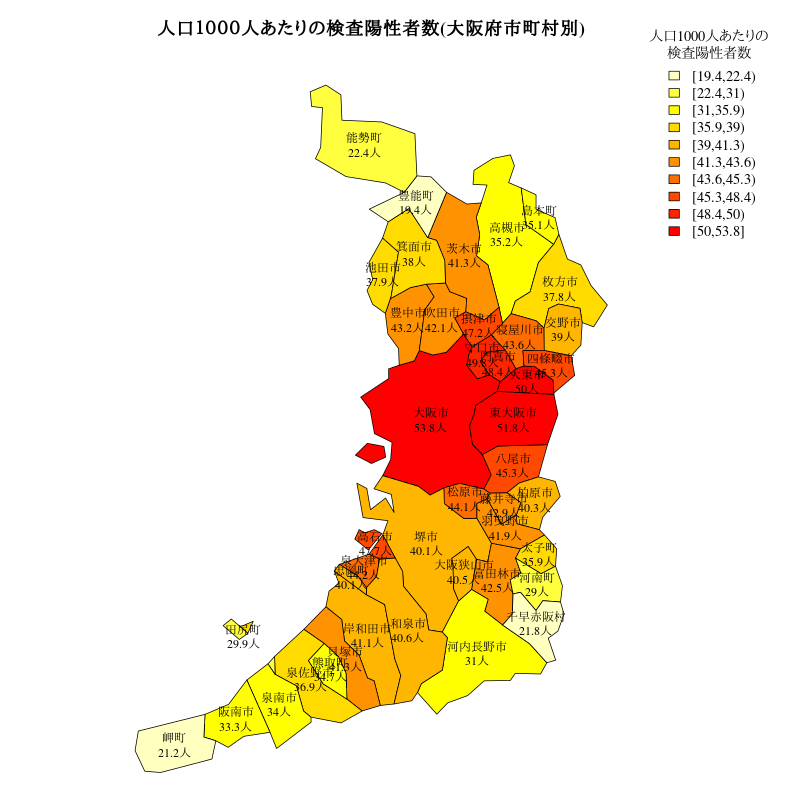 人口1000人あたりの検査陽性者数(大阪府市町村別)
人口1000人あたりの
検査陽性者数
[19.4,22.4)
[22.4,31)
[31,35.9)
[35.9,39)
[39,41.3)
[41.3,43.6)
[43.6,45.3)
[45.3,48.4)
[48.4,50)
[50,53.8]
能勢町
22.4人
豊能町
19.4人
島本町
35.1人
高槻市
35.2人
箕面市
38人
茨木市
41.3人
池田市
37.9人
枚方市
37.8人
豊中市
43.2人
吹田市
42.1人
摂津市
47.2人
寝屋川市
43.6人
交野市
39人
守口市
門真市
48.4人
四條畷市
45.3人
大東市
50人
大阪市
53.8人
東大阪市
51.8人
八尾市
45.3人
松原市
44.1人
藤井寺市
42.9人
柏原市
40.3人
羽曳野市
41.9人
高石市
堺市
40.1人
太子町
35.9人
泉大津市
44.2人
忠岡町
40.1人
大阪狭山市
40.5人
富田林市
42.5人
河南町
29人
千早赤阪村
21.8人
田尻町
29.9人
岸和田市
41.1人
和泉市
40.6人
河内長野市
31人
貝塚市
41.3人
熊取町
34.7人
泉佐野市
36.9人
泉南市
34人
阪南市
33.3人
岬町
21.2人